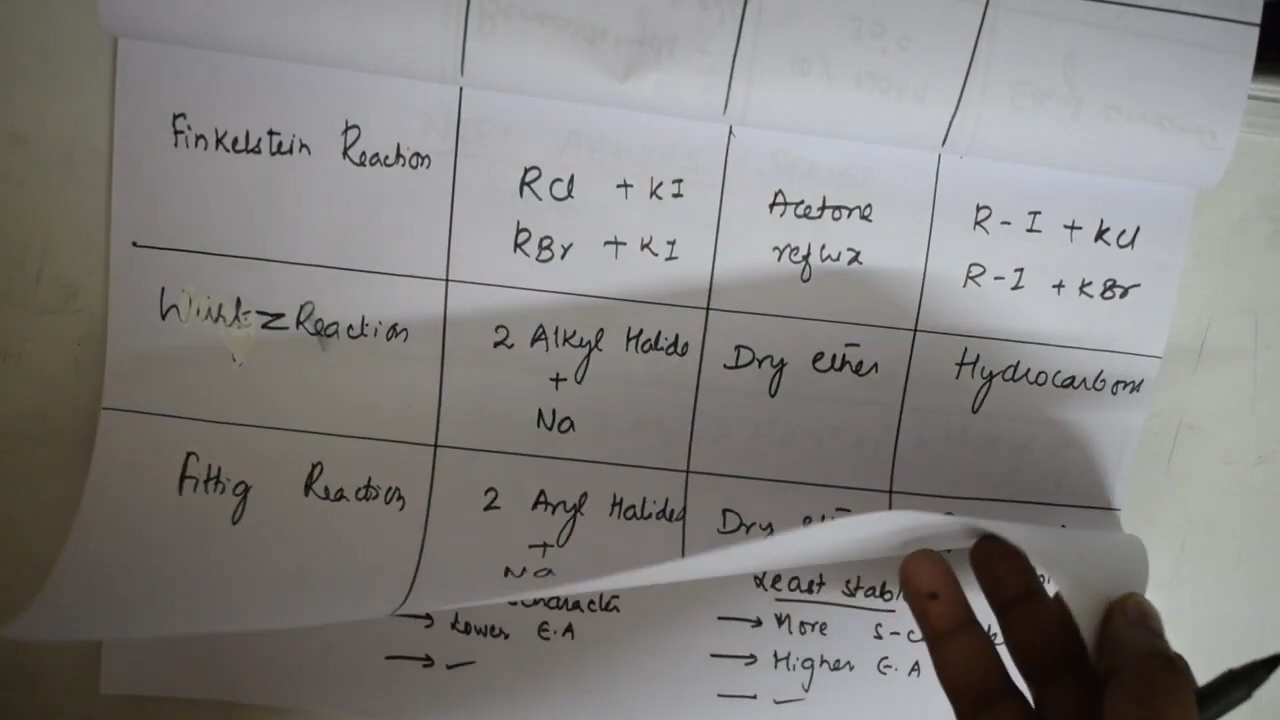 Finkelstein Reaction
RCl + KI
RBr + KI
Acetone
reflux
R-I + KCl
R-I + KBr
Wurtz Reaction
2 Alkyl Halide
+
Na
Dry ether
Hydrocarbons
Fittig Reaction
2 Aryl Halides
+
Na
Dry
→ Lower E.A
→ ✓
Least
→ More
→ Higher E.A
— ✓